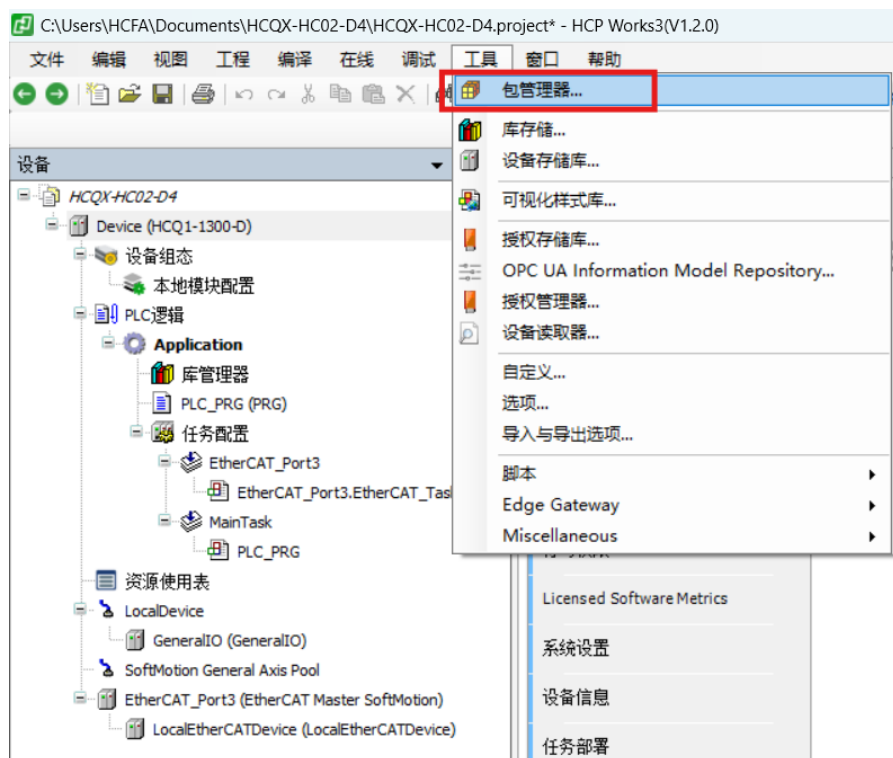 C:\Users\HCFA\Documents\HCQX-HC02-D4\HCQX-HC02-D4.project* - HCP Works3(V1.2.0)
文件 编辑 视图 工程 编译 在线 调试 工具 窗口 帮助
包管理器...
库存储...
设备存储库...
可视化样式库...
授权存储库...
OPC UA Information Model Repository...
授权管理器...
设备读取器...
自定义...
选项...
导入与导出选项...
脚本
Edge Gateway
Miscellaneous
设备
HCQX-HC02-D4
Device (HCQ1-1300-D)
设备组态
本地模块配置
PLC逻辑
Application
库管理器
PLC_PRG (PRG)
任务配置
EtherCAT_Port3
EtherCAT_Port3.EtherCAT_Tas
MainTask
PLC_PRG
资源使用表
LocalDevice
GeneralIO (GeneralIO)
SoftMotion General Axis Pool
EtherCAT_Port3 (EtherCAT Master SoftMotion)
LocalEtherCATDevice (LocalEtherCATDevice)
Licensed Software Metrics
系统设置
设备信息
任务部署